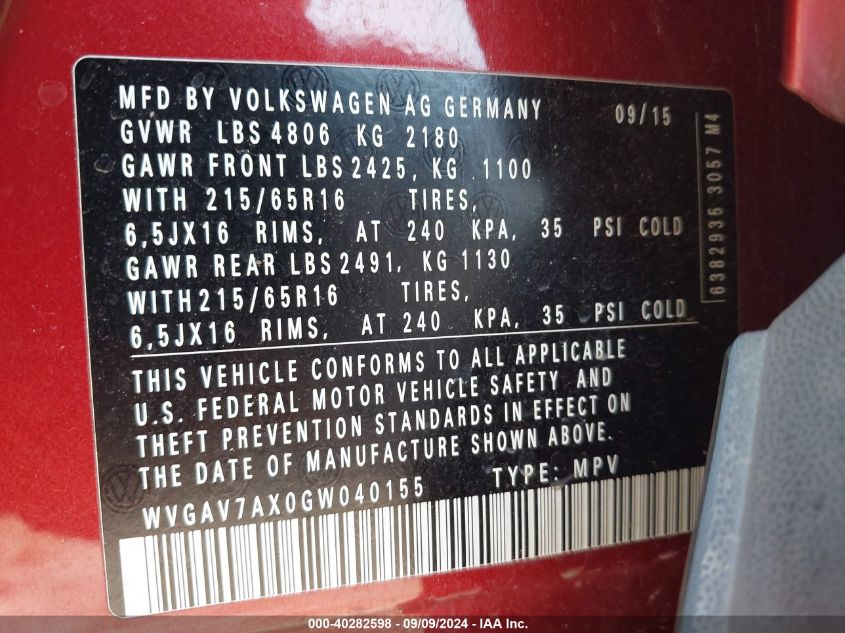 MFD BY VOLKSWAGEN AG GERMANY 09/15
GVWR LBS 4806 KG 2180
GAWR FRONT LBS 2425, KG 1100
WITH 215/65R16 TIRES,
6,5JX16 RIMS, AT 240 KPA, 35 PSI COLD
GAWR REAR LBS 2491, KG 1130
WITH 215/65R16 TIRES,
6,5JX16 RIMS, AT 240 KPA, 35 PSI COLD
THIS VEHICLE CONFORMS TO ALL APPLICABLE
U.S. FEDERAL MOTOR VEHICLE SAFETY AND
THEFT PREVENTION STANDARDS IN EFFECT ON
THE DATE OF MANUFACTURE SHOWN ABOVE.
WVGAV7AX0GW040155 TYPE: MPV
6382935 3057 M4
000-40282598 - 09/09/2024 - IAA Inc.